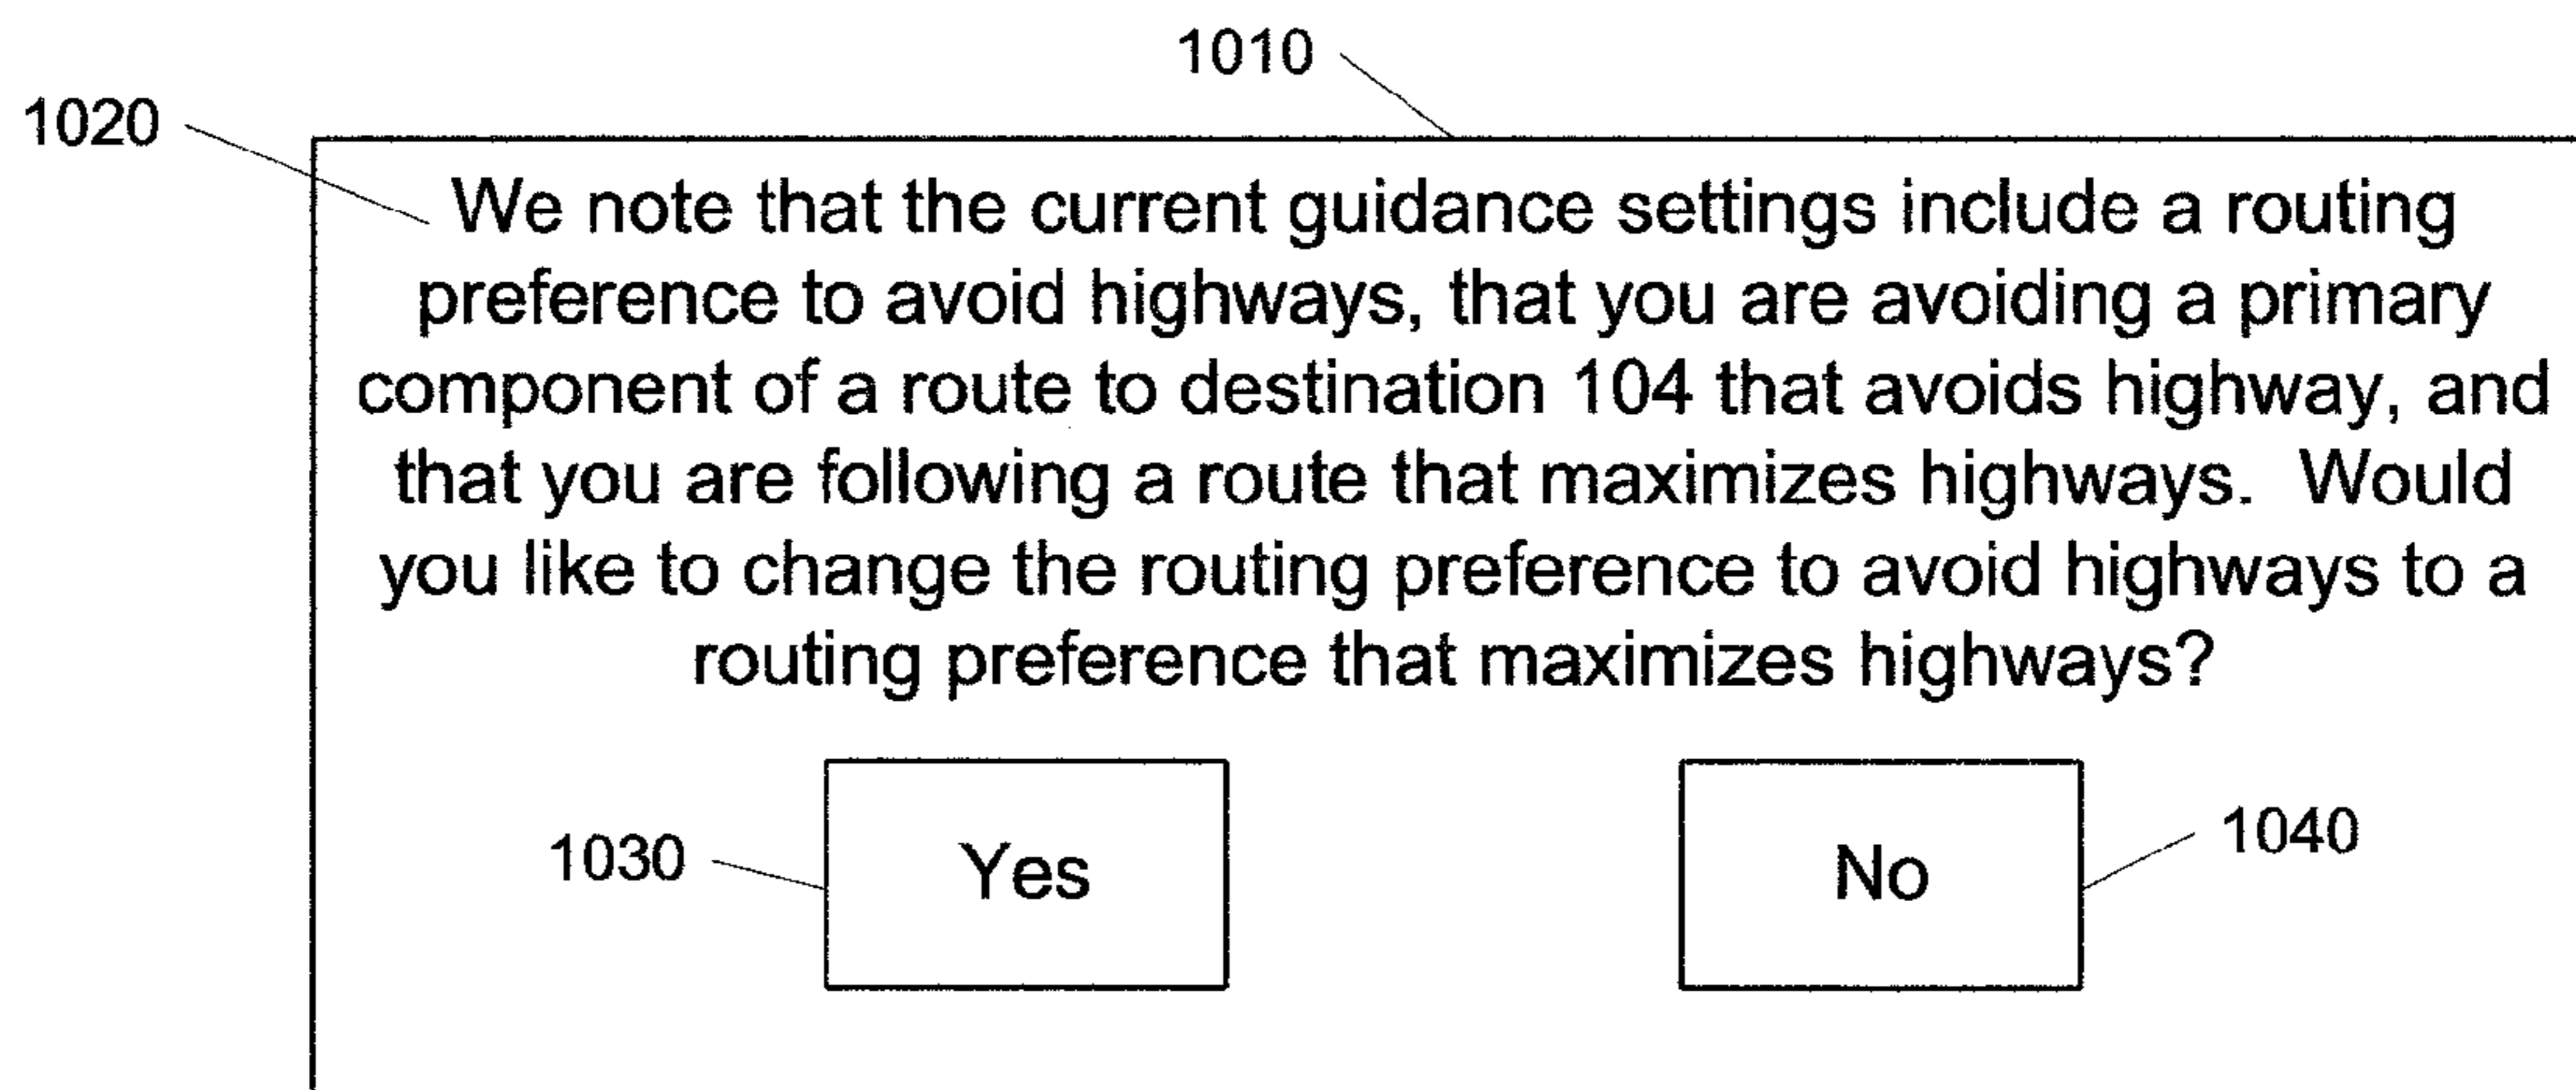 1010
1020
We note that the current guidance settings include a routing
preference to avoid highways, that you are avoiding a primary
component of a route to destination 104 that avoids highway, and
that you are following a route that maximizes highways.  Would
you like to change the routing preference to avoid highways to a
routing preference that maximizes highways?
1030
Yes
No
1040